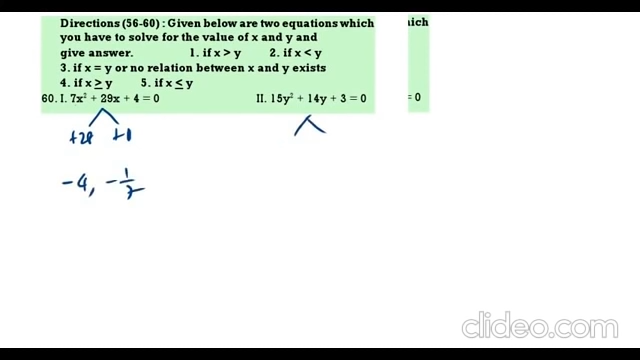 Directions (56-60) : Given below are two equations which
you have to solve for the value of x and y and
give answer. 1. if x > y 2. if x < y
3. if x = y or no relation between x and y exists
4. if x ≥ y 5. if x ≤ y
60. I. 7x² + 29x + 4 = 0 II. 15y² + 14y + 3 = 0
ich
= 0
+28 +1
-4, -1/7
clideo.com